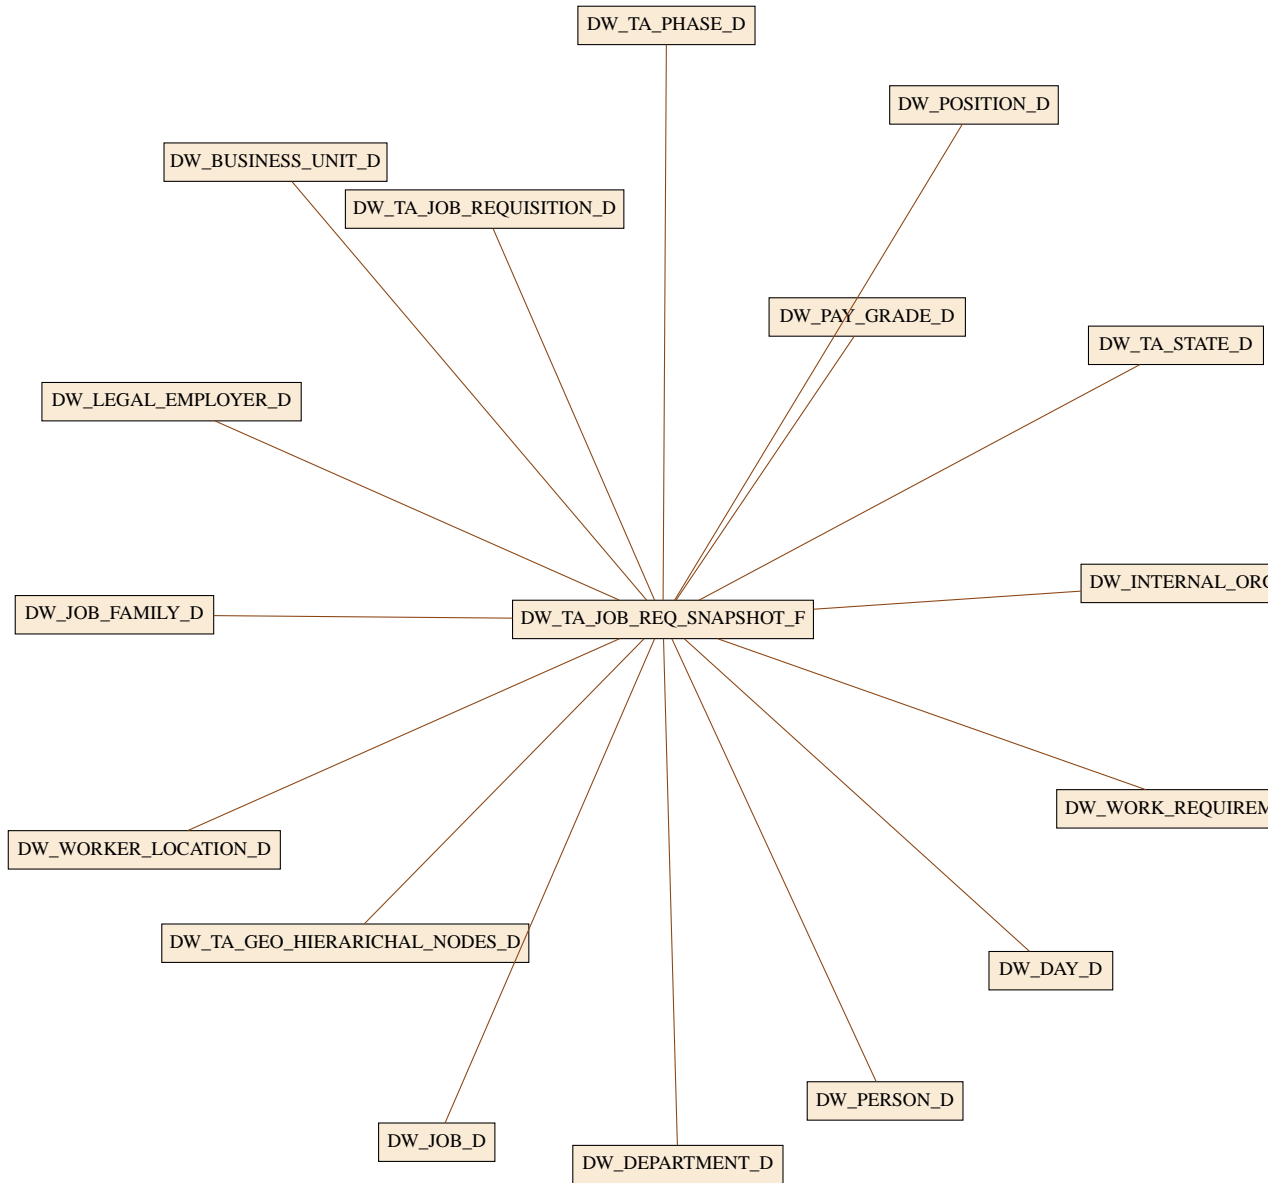 DW_TA_PHASE_D
DW_POSITION_D
DW_BUSINESS_UNIT_D
DW_TA_JOB_REQUISITION_D
DW_PAY_GRADE_D
DW_TA_STATE_D
DW_LEGAL_EMPLOYER_D
DW_INTERNAL_ORG
DW_JOB_FAMILY_D
DW_TA_JOB_REQ_SNAPSHOT_F
DW_WORK_REQUIREM
DW_WORKER_LOCATION_D
DW_TA_GEO_HIERARICHAL_NODES_D
DW_DAY_D
DW_PERSON_D
DW_JOB_D
DW_DEPARTMENT_D